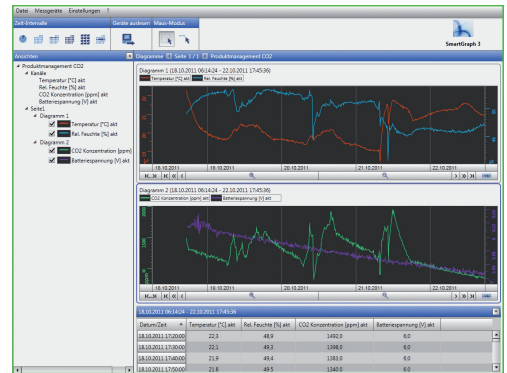 Datei Messgeräte Einstellungen ?
Zeit-Intervalle Geräte auslesen Maus-Modus
SmartGraph 3
Ansichten
Produktmanagement CO2
Kanäle
Temperatur [°C] akt
Rel. Feuchte [%] akt
CO2 Konzentration [ppm] akt
Batteriespannung [V] akt
Seite1
Diagramm 1
Temperatur [°C] akt
Rel. Feuchte [%] akt
Diagramm 2
CO2 Konzentration [ppm]
Batteriespannung [V] akt
Diagramme Seite 1 / 1 Produktmanagement CO2
Diagramm 1 (18.10.2011 06:14:24 - 22.10.2011 17:45:36)
Temperatur [°C] akt Rel. Feuchte [%] akt
18.10.2011 19.10.2011 20.10.2011 21.10.2011 22.10.2011
Diagramm 2 (18.10.2011 06:14:24 - 22.10.2011 17:45:36)
CO2 Konzentration [ppm] akt Batteriespannung [V] akt
2000
1000
0
ppm
18.10.2011 19.10.2011 20.10.2011 21.10.2011 22.10.2011
18.10.2011 06:14:24 - 22.10.2011 17:45:36
Datum/Zeit Temperatur [°C] akt Rel. Feuchte [%] akt CO2 Konzentration [ppm] akt Batteriespannung [V] akt
18.10.2011 17:20:00 22,3 48,9 1492,0 6,0
18.10.2011 17:30:00 22,1 49,3 1398,0 6,0
18.10.2011 17:40:00 21,9 49,4 1383,0 6,0
18.10.2011 17:50:00 21,8 49,5 1340,0 6,0